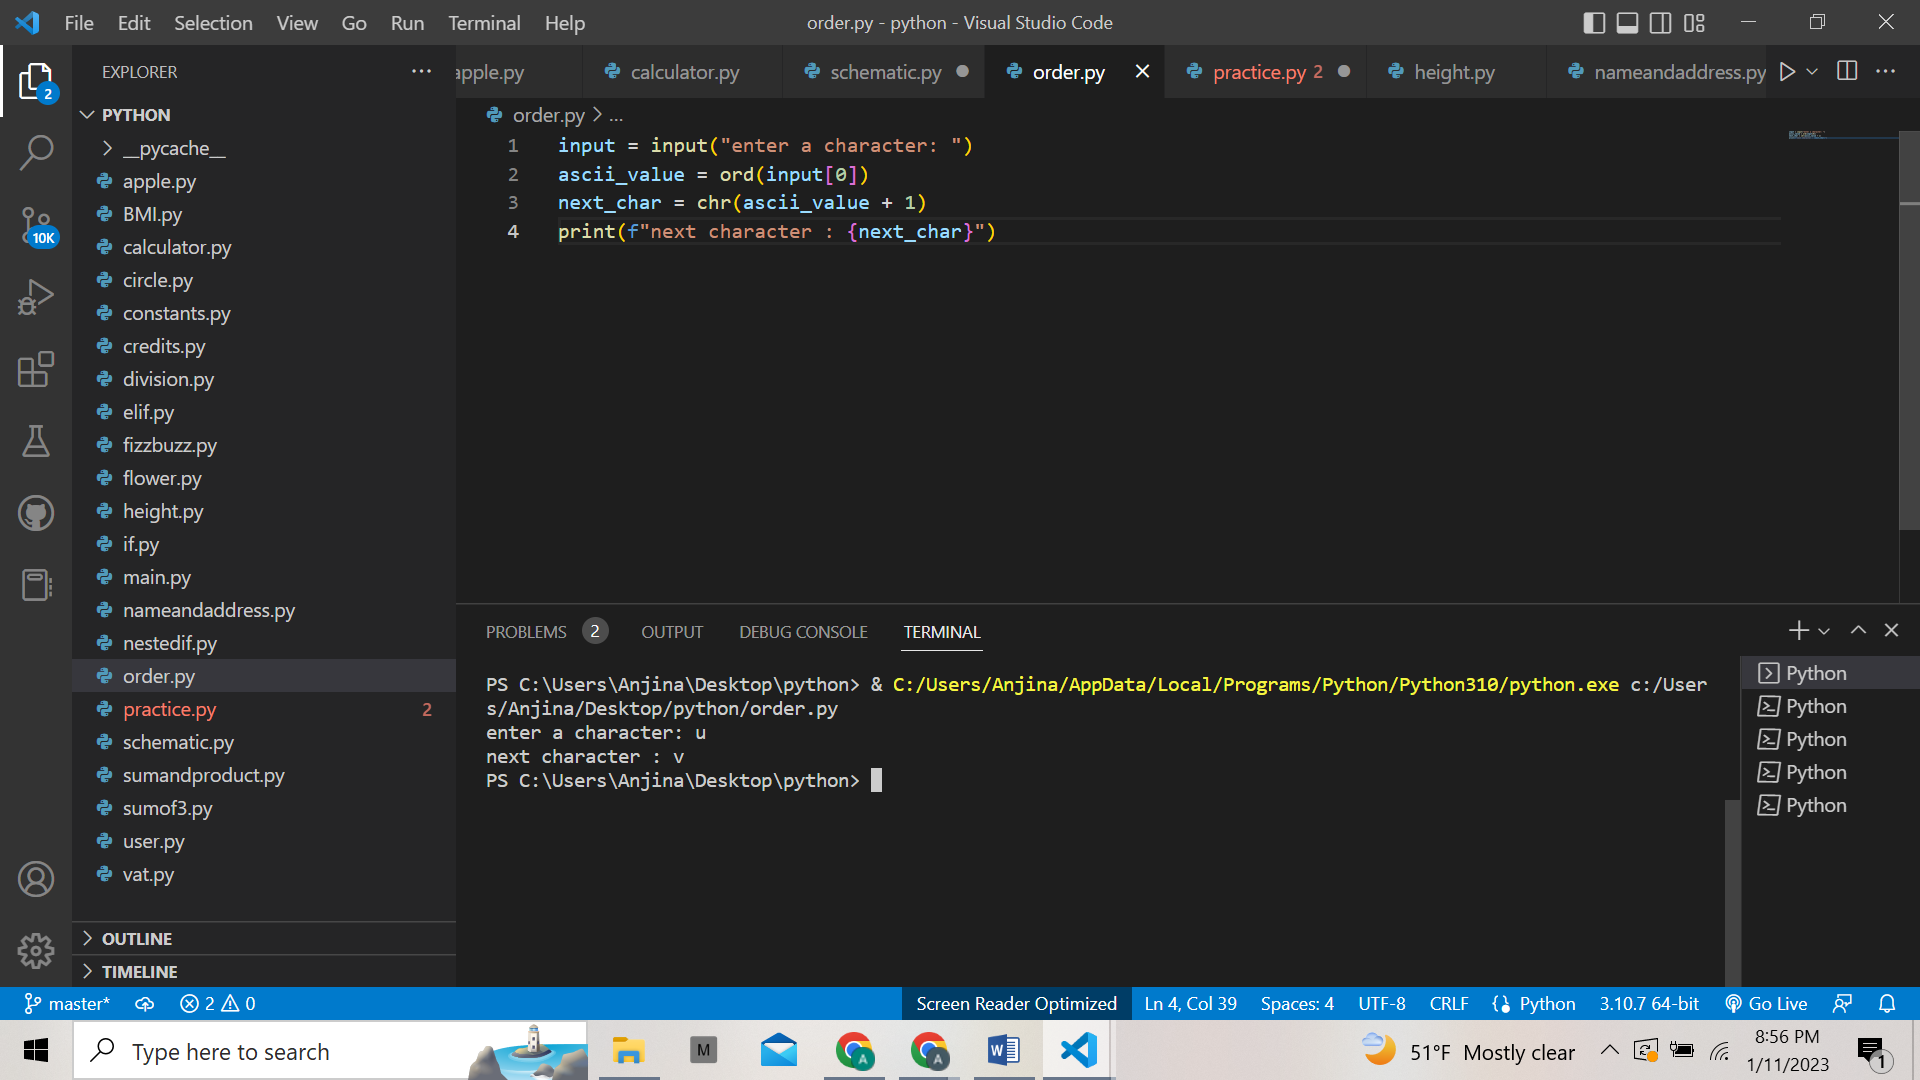 File Edit Selection View Go Run Terminal Help
order.py - python - Visual Studio Code
EXPLORER
apple.py calculator.py schematic.py order.py practice.py 2 height.py nameandaddress.py
2
PYTHON
order.py > ...
__pycache__
apple.py
BMI.py
10K
calculator.py
circle.py
constants.py
credits.py
division.py
elif.py
fizzbuzz.py
flower.py
height.py
if.py
main.py
nameandaddress.py
nestedif.py
order.py
practice.py 2
schematic.py
sumandproduct.py
sumof3.py
user.py
vat.py
OUTLINE
TIMELINE
1 input = input("enter a character: ")
2 ascii_value = ord(input[0])
3 next_char = chr(ascii_value + 1)
4 print(f"next character : {next_char}")
PROBLEMS 2 OUTPUT DEBUG CONSOLE TERMINAL
PS C:\Users\Anjina\Desktop\python> & C:/Users/Anjina/AppData/Local/Programs/Python/Python310/python.exe c:/User
s/Anjina/Desktop/python/order.py
enter a character: u
next character : v
PS C:\Users\Anjina\Desktop\python>
Python
Python
Python
Python
Python
master* 2 0 Screen Reader Optimized Ln 4, Col 39 Spaces: 4 UTF-8 CRLF Python 3.10.7 64-bit Go Live
Type here to search
M
A
A
W
51°F Mostly clear
8:56 PM
1/11/2023
1